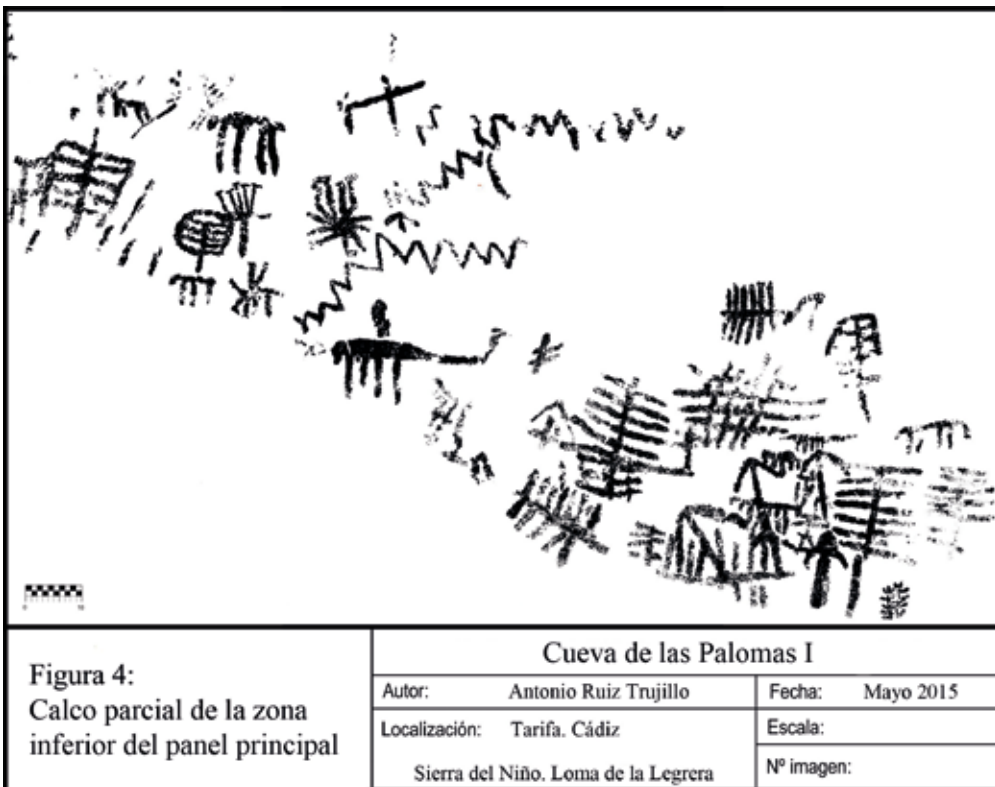 Figura 4:
Calco parcial de la zona
inferior del panel principal
Cueva de las Palomas I
Autor: Antonio Ruiz Trujillo
Fecha: Mayo 2015
Localización: Tarifa. Cádiz
Sierra del Niño. Loma de la Legrera
Escala:
Nº imagen: